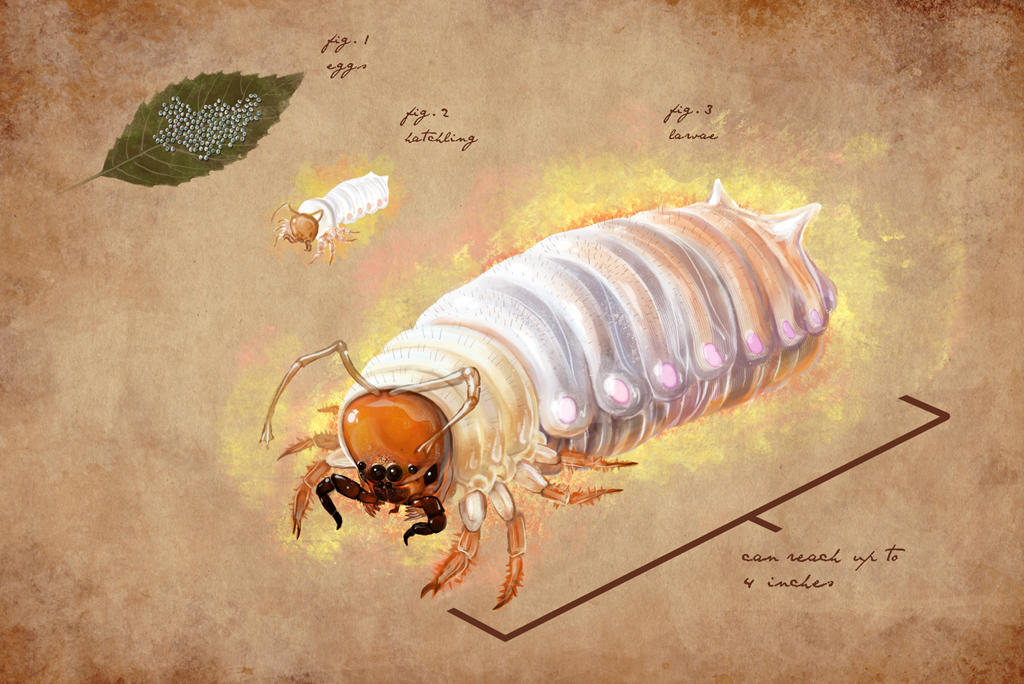 fig. 1
eggs
fig. 2
hatchling
fig. 3
larvae
can reach up to
4 inches